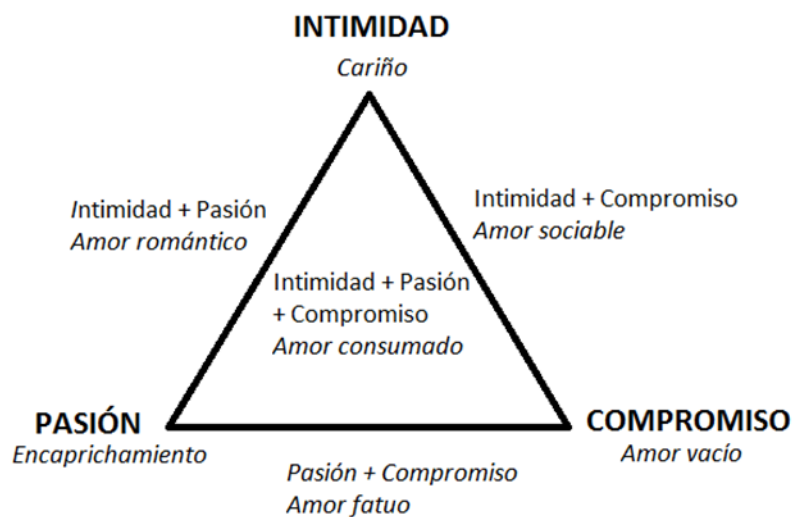 INTIMIDAD
Cariño
Intimidad + Pasión
Amor romántico
Intimidad + Compromiso
Amor sociable
Intimidad + Pasión
+ Compromiso
Amor consumado
PASIÓN
Encaprichamiento
COMPROMISO
Amor vacío
Pasión + Compromiso
Amor fatuo